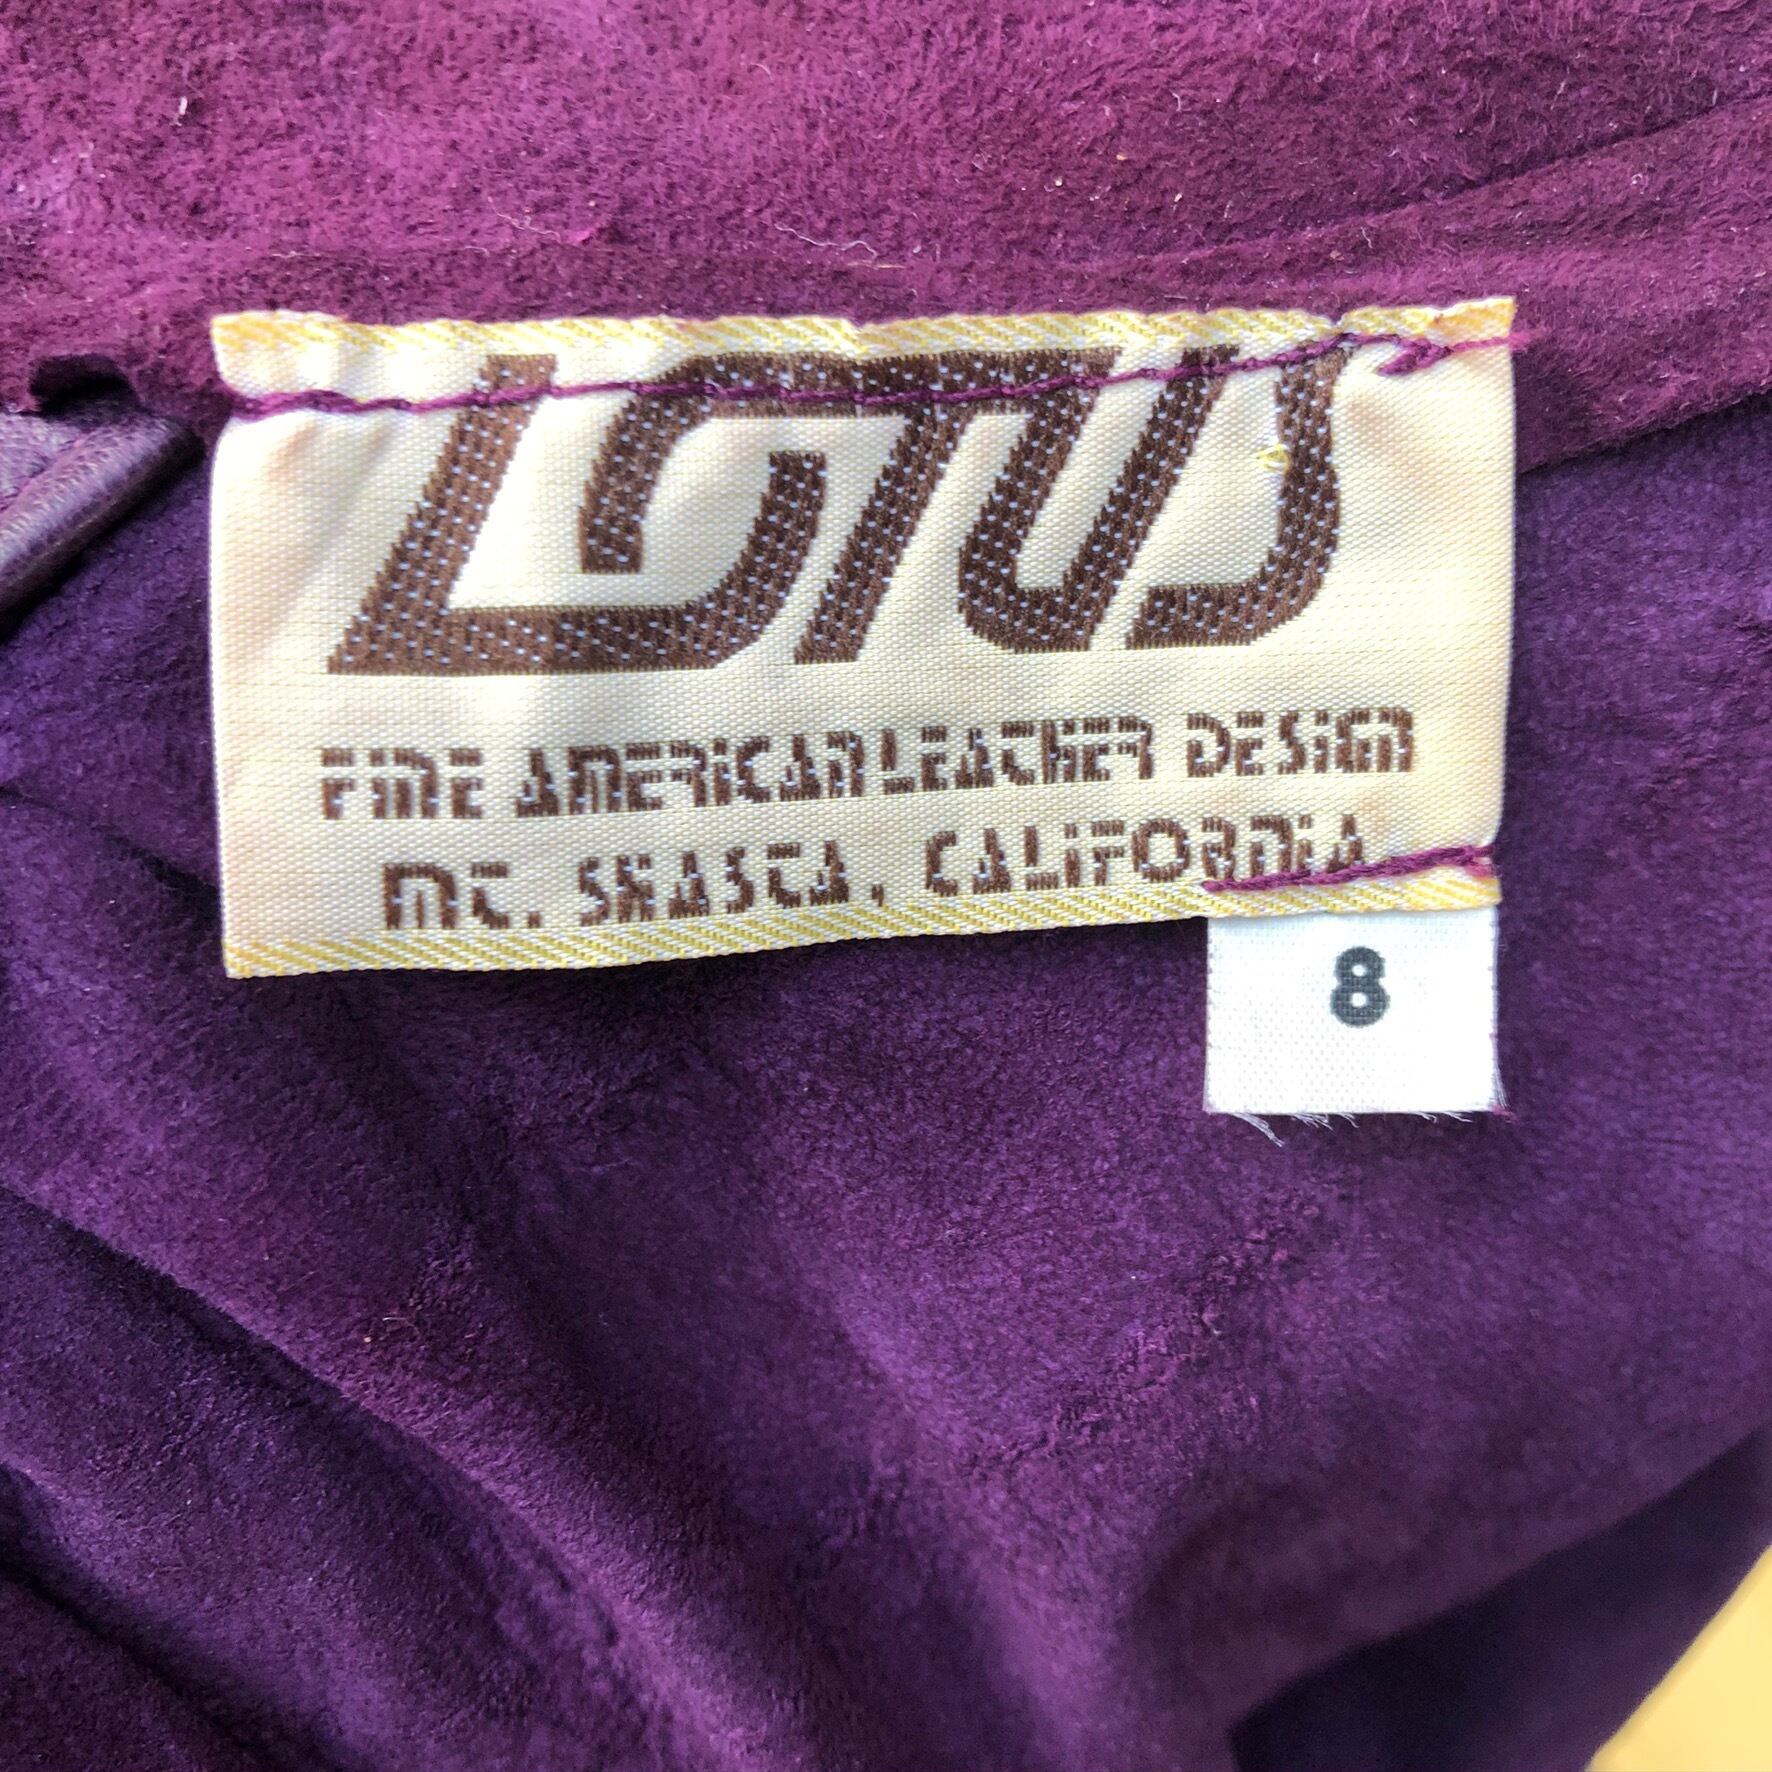 LOTUS
FINE AMERICAN LEATHER DESIGN
MT. SHASTA, CALIFORNIA
8